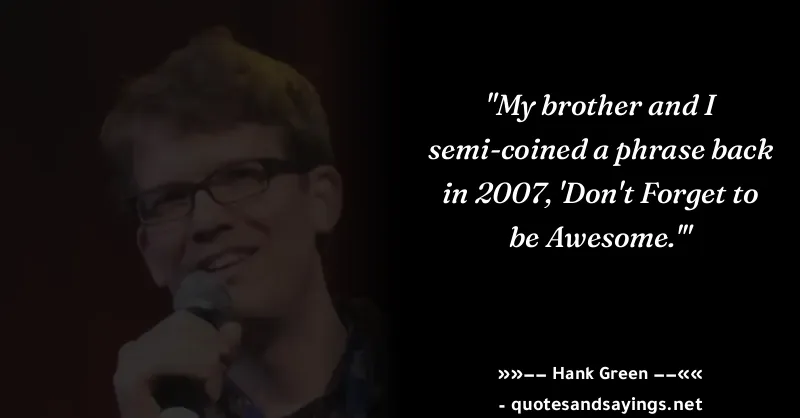 "My brother and I
semi-coined a phrase back
in 2007, 'Don't Forget to
be Awesome.'"
»»−− Hank Green −−««
- quotesandsayings.net